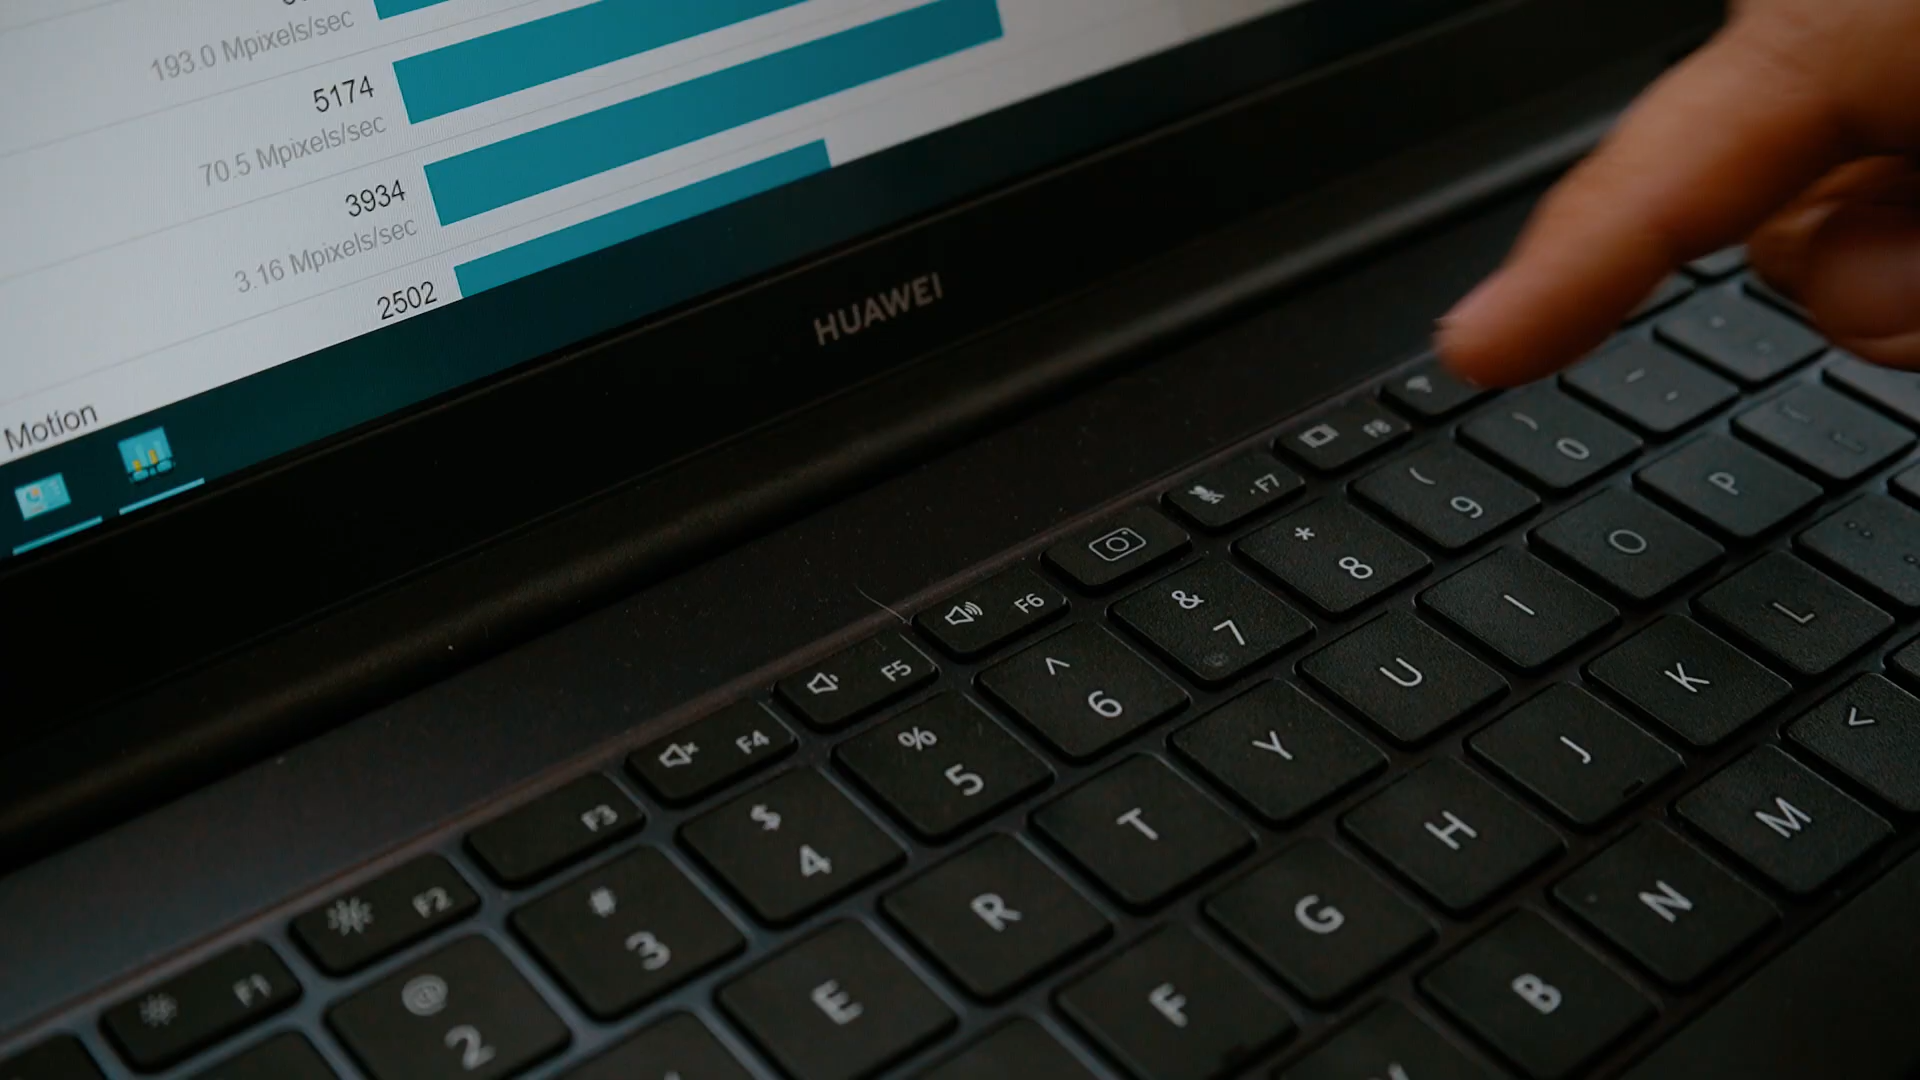 193.0 Mpixels/sec
5174
70.5 Mpixels/sec
3934
3.16 Mpixels/sec
2502
Motion
HUAWEI
F1
F2
F3
F4
F5
F6
F7
F8
@ 2
# 3
$ 4
% 5
^ 6
& 7
* 8
( 9
) 0
E R T Y U I O P
F G H J K L
B N M <